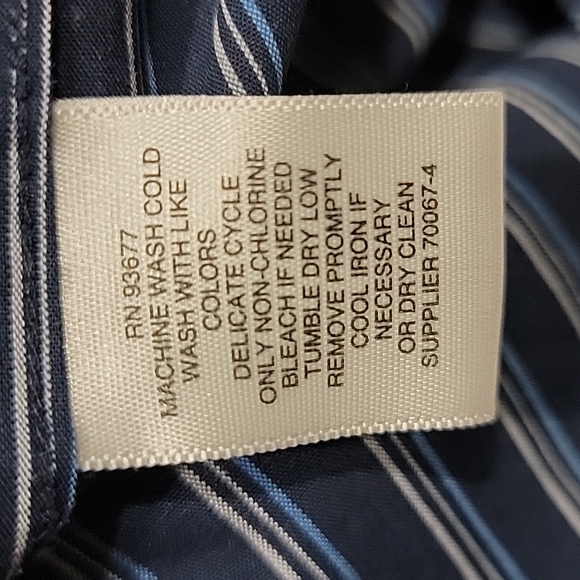 RN 93677
MACHINE WASH COLD
WASH WITH LIKE
COLORS
DELICATE CYCLE
ONLY NON-CHLORINE
BLEACH IF NEEDED
TUMBLE DRY LOW
REMOVE PROMPTLY
COOL IRON IF
NECESSARY
OR DRY CLEAN
SUPPLIER 70067-4